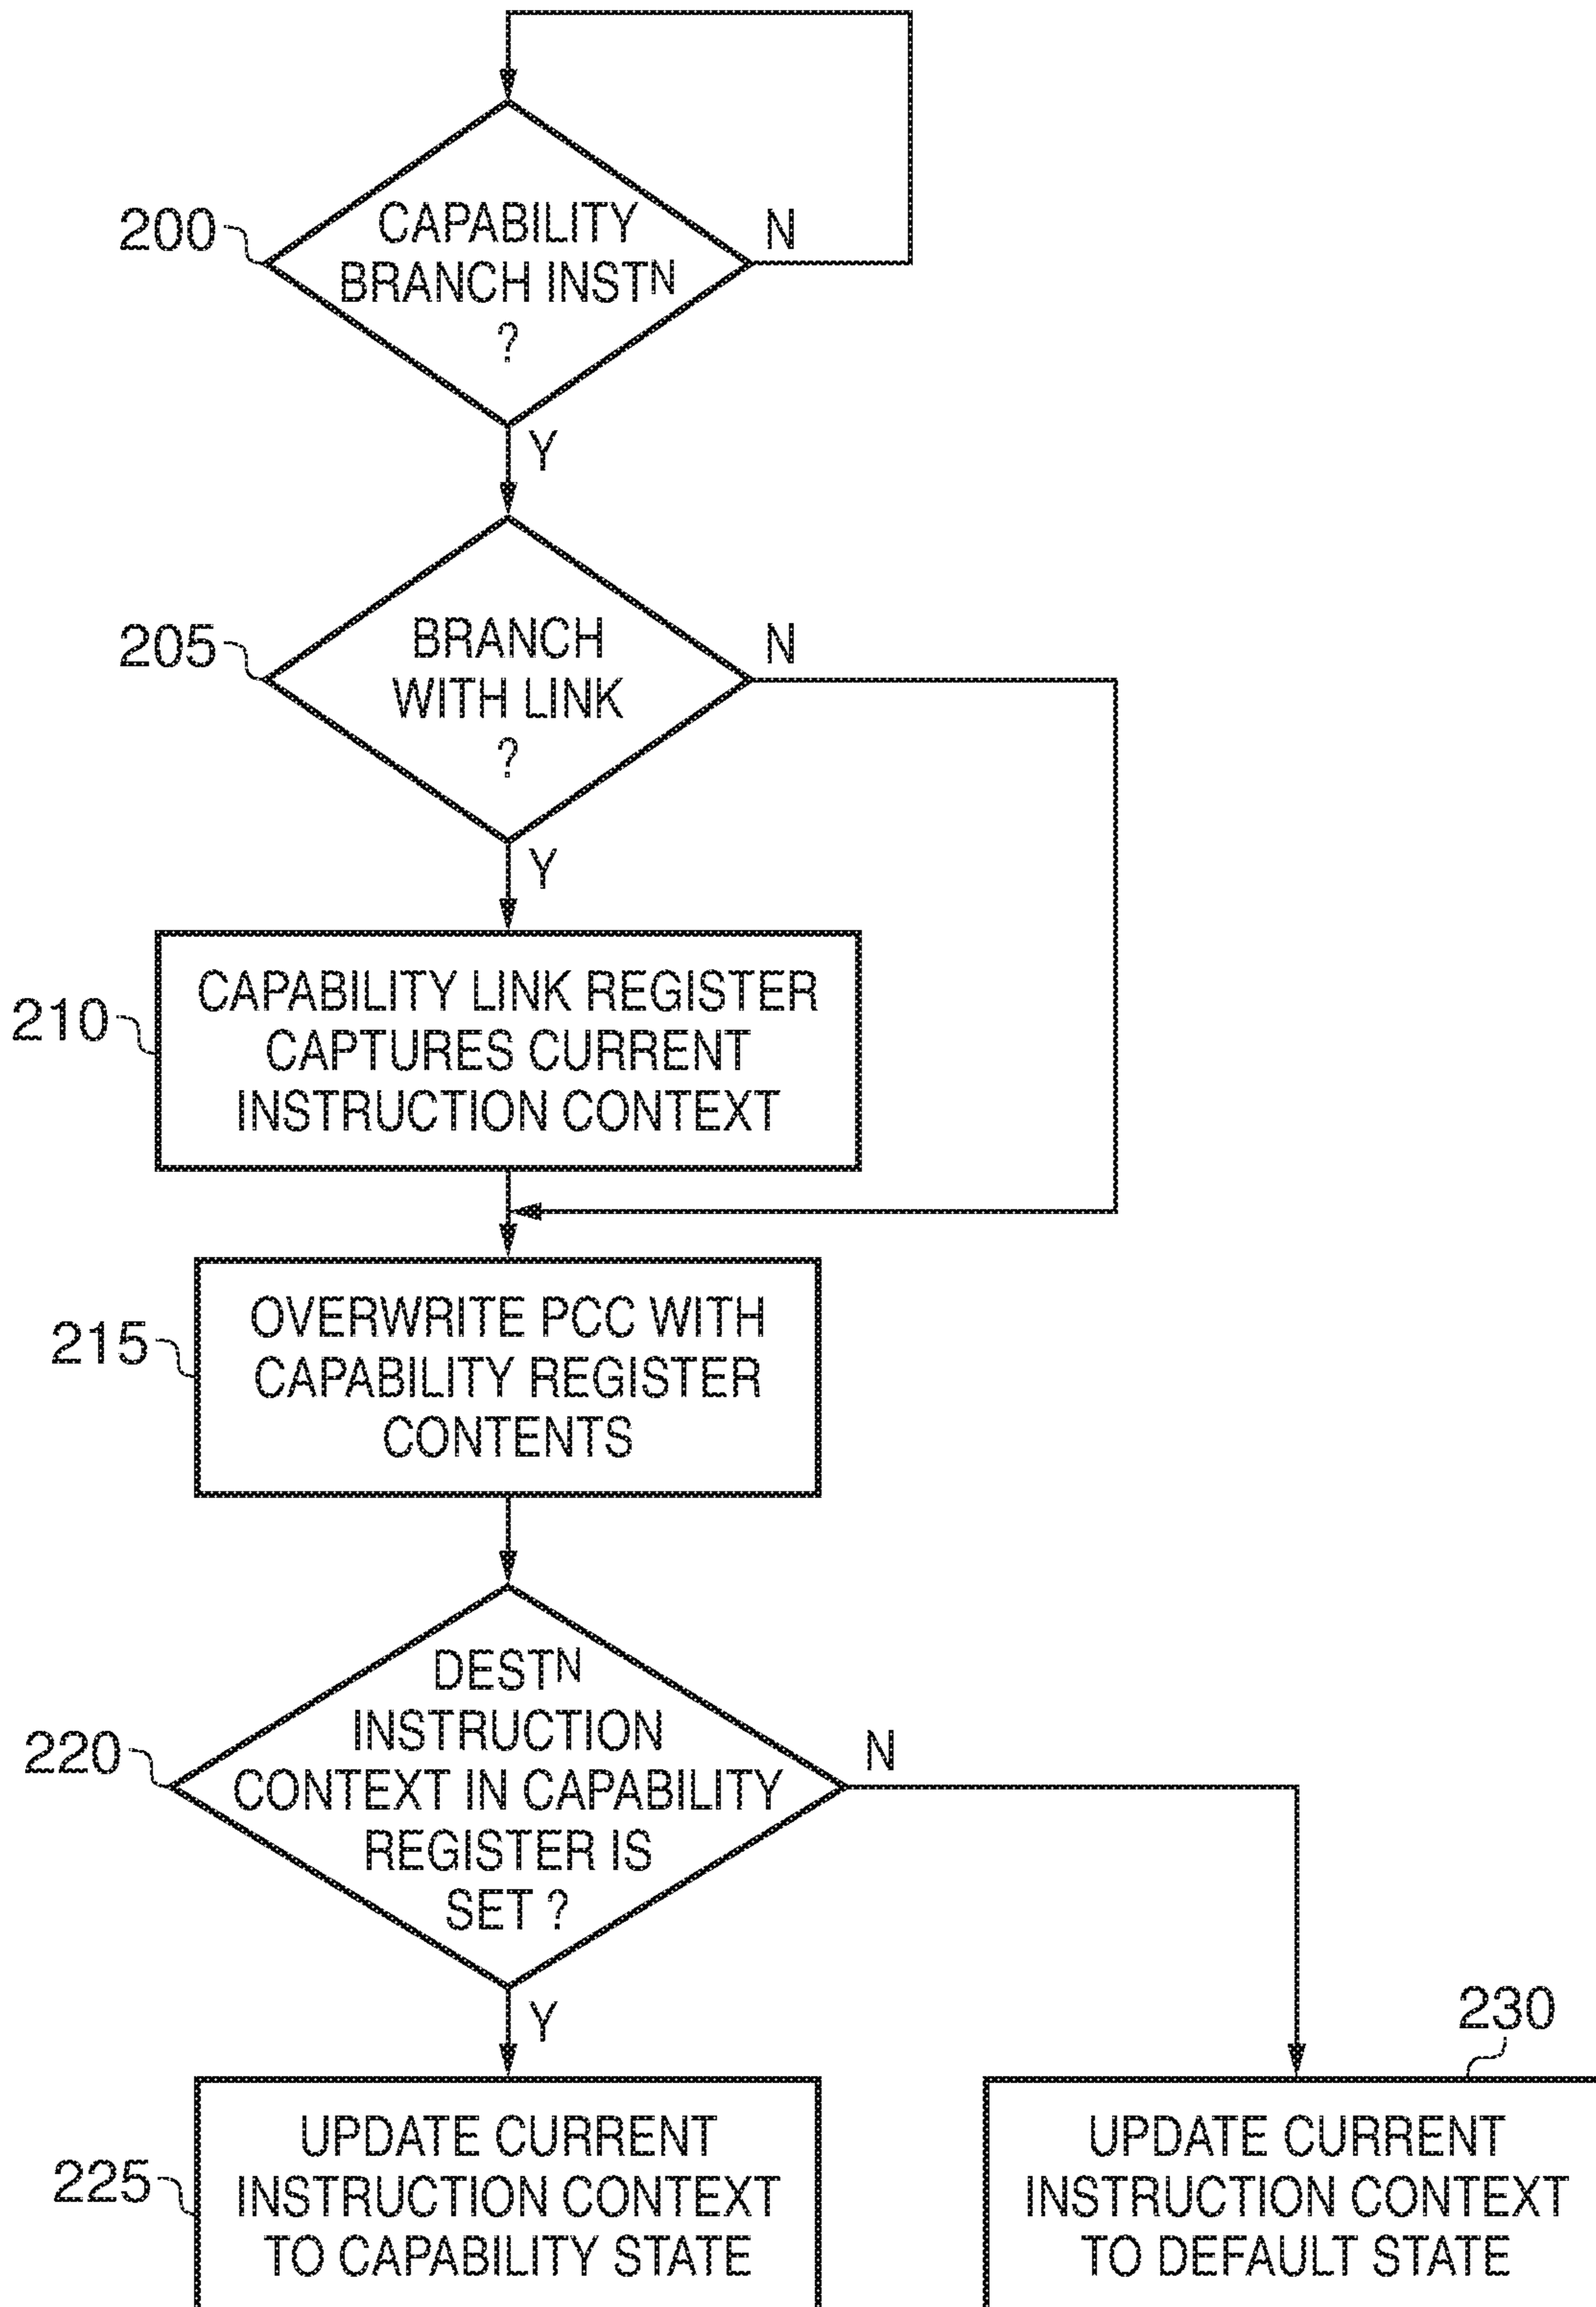 200
CAPABILITY
BRANCH INSTN
?
N
Y
205
BRANCH
WITH LINK
?
N
Y
210
CAPABILITY LINK REGISTER
CAPTURES CURRENT
INSTRUCTION CONTEXT
215
OVERWRITE PCC WITH
CAPABILITY REGISTER
CONTENTS
220
DESTN
INSTRUCTION
CONTEXT IN CAPABILITY
REGISTER IS
SET ?
N
Y
225
UPDATE CURRENT
INSTRUCTION CONTEXT
TO CAPABILITY STATE
230
UPDATE CURRENT
INSTRUCTION CONTEXT
TO DEFAULT STATE